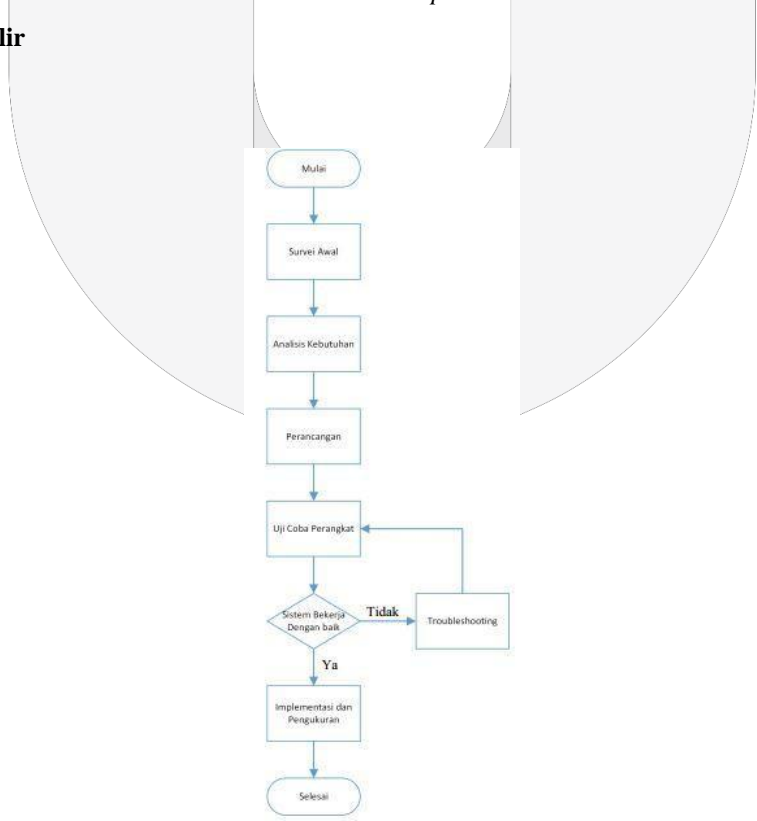 lir
Mulai
Survei Awal
Analisis Kebutuhan
Perancangan
Uji Coba Perangkat
Sistem Bekerja
Dengan baik
Tidak
Troubleshooting
Ya
Implementasi dan
Pengukuran
Selesai